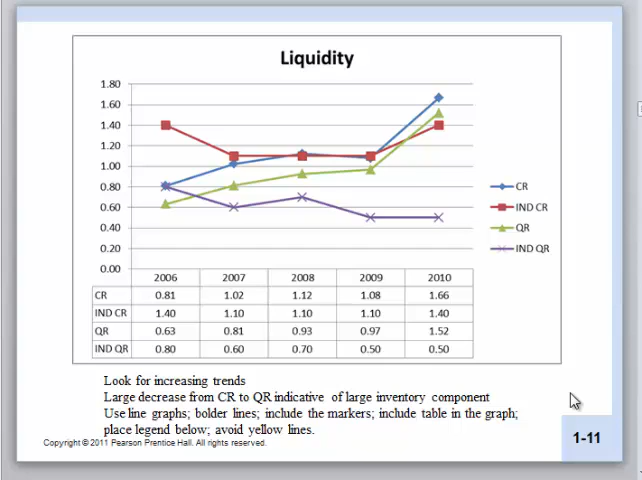 Liquidity
1.80
1.60
1.40
1.20
1.00
0.80
0.60
0.40
0.20
0.00
CR
IND CR
QR
IND QR
2006 2007 2008 2009 2010
CR 0.81 1.02 1.12 1.08 1.66
IND CR 1.40 1.10 1.10 1.10 1.40
QR 0.63 0.81 0.93 0.97 1.52
IND QR 0.80 0.60 0.70 0.50 0.50
Look for increasing trends
Large decrease from CR to QR indicative of large inventory component
Use line graphs; bolder lines; include the markers; include table in the graph;
place legend below; avoid yellow lines.
Copyright © 2011 Pearson Prentice Hall. All rights reserved.
1-11